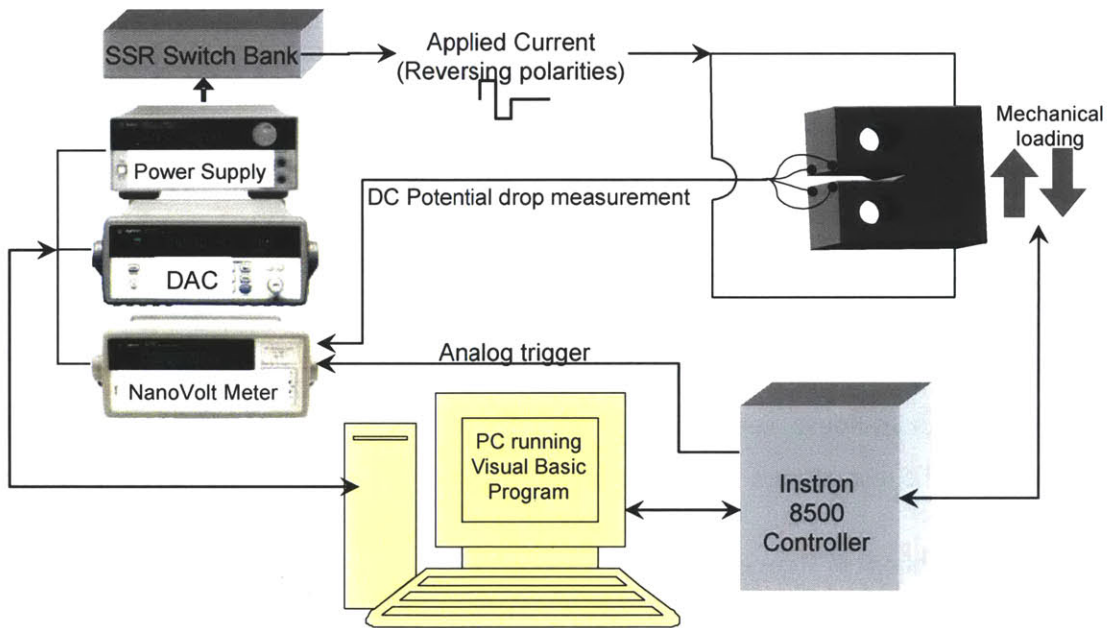 SSR Switch Bank
Applied Current
(Reversing polarities)
Mechanical
loading
Power Supply
DC Potential drop measurement
DAC
Analog trigger
NanoVolt Meter
PC running
Visual Basic
Program
Instron
8500
Controller